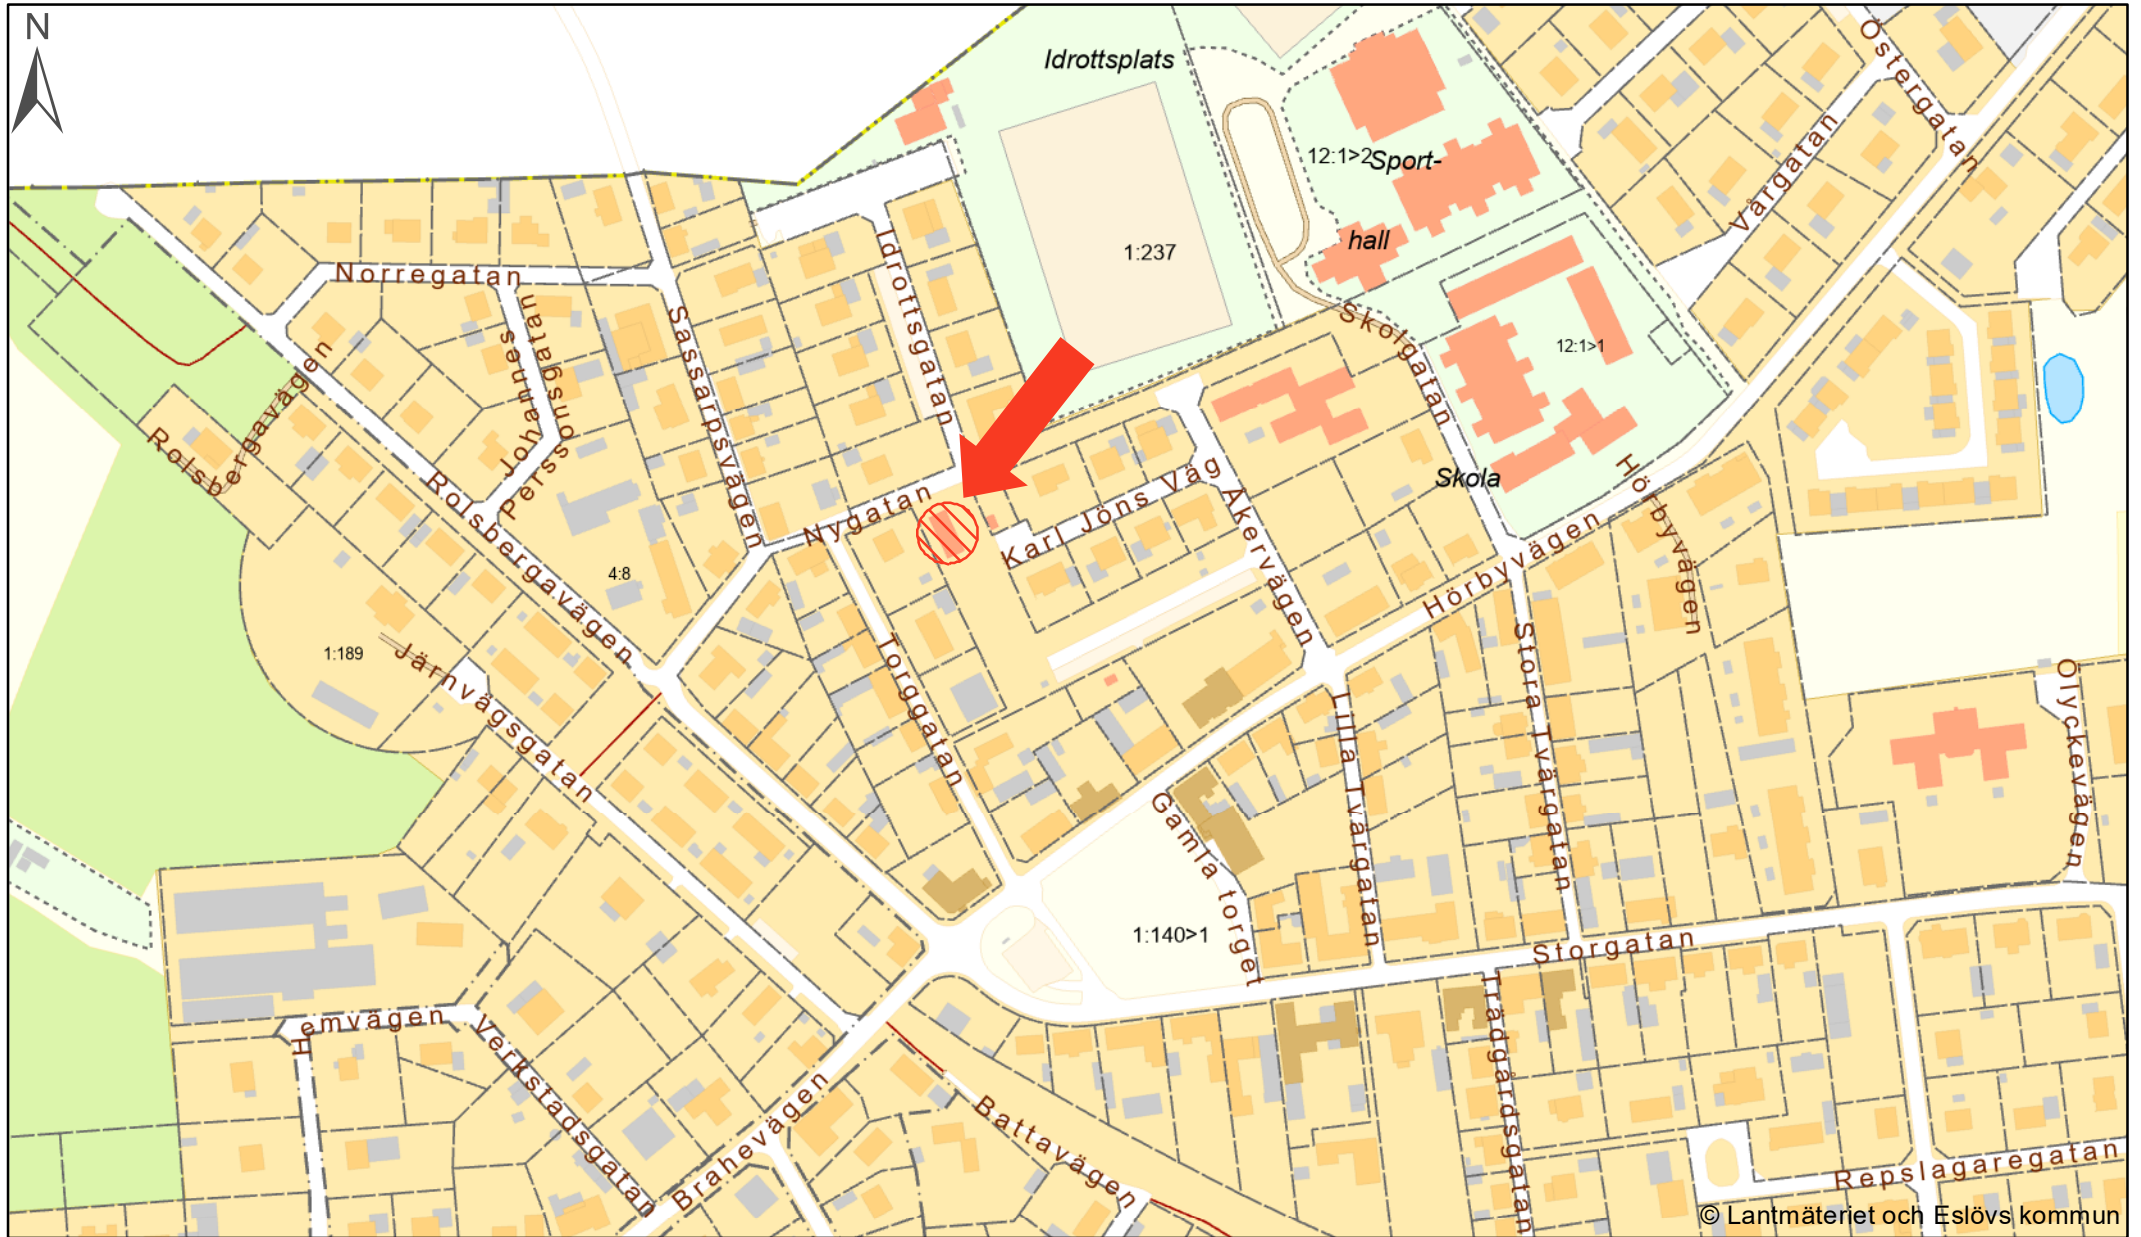 N
Idrottsplats
Östergatan
12:1>2
Sport-
Vårgatan
hall
1:237
Idrottsgatan
Norregatan
Sassarpsvägen
Johannes
Perssonsgatan
Skolgatan
12:1>1
Rolsbergavägen
Rolsbergavägen
Skola
Hörbyvägen
Nygatan
Karl Jöns Väg
Åkervägen
Hörbyvägen
4:8
1:189
Järnvägsgatan
Torggatan
Stora Tvärgatan
Lilla Tvärgatan
Olyckevägen
Gamla torget
1:140>1
Storgatan
Hemvägen
Verkstadsgatan
Trädgårdsgatan
Brahevägen
Battavägen
Repslagaregatan
© Lantmäteriet och Eslövs kommun